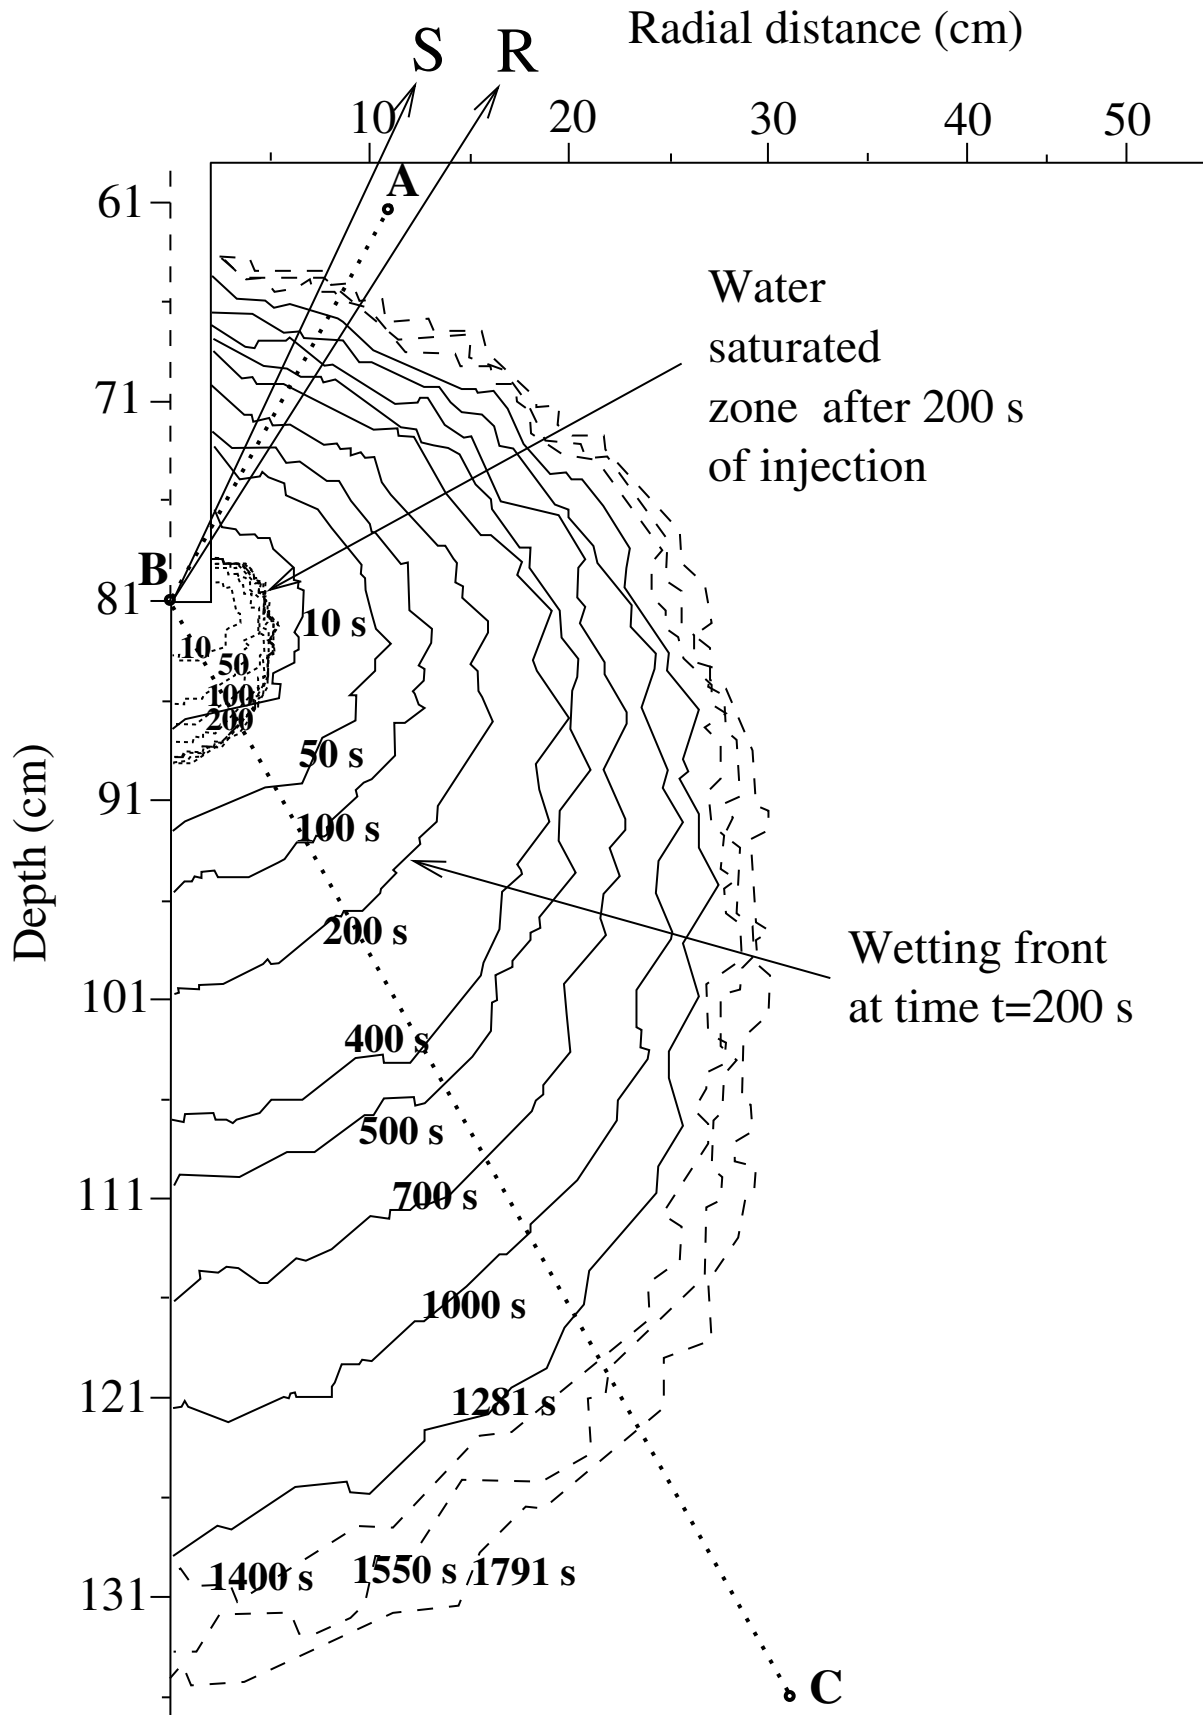 Radial distance (cm)
S R
10 20 30 40 50
A
61
Water
saturated
zone after 200 s
of injection
71
B
81
10 s
10
50
100
200
50 s
91
100 s
Depth (cm)
200 s
Wetting front
at time t=200 s
101
400 s
500 s
111
700 s
1000 s
121
1281 s
1400 s
1550 s
1791 s
131
C